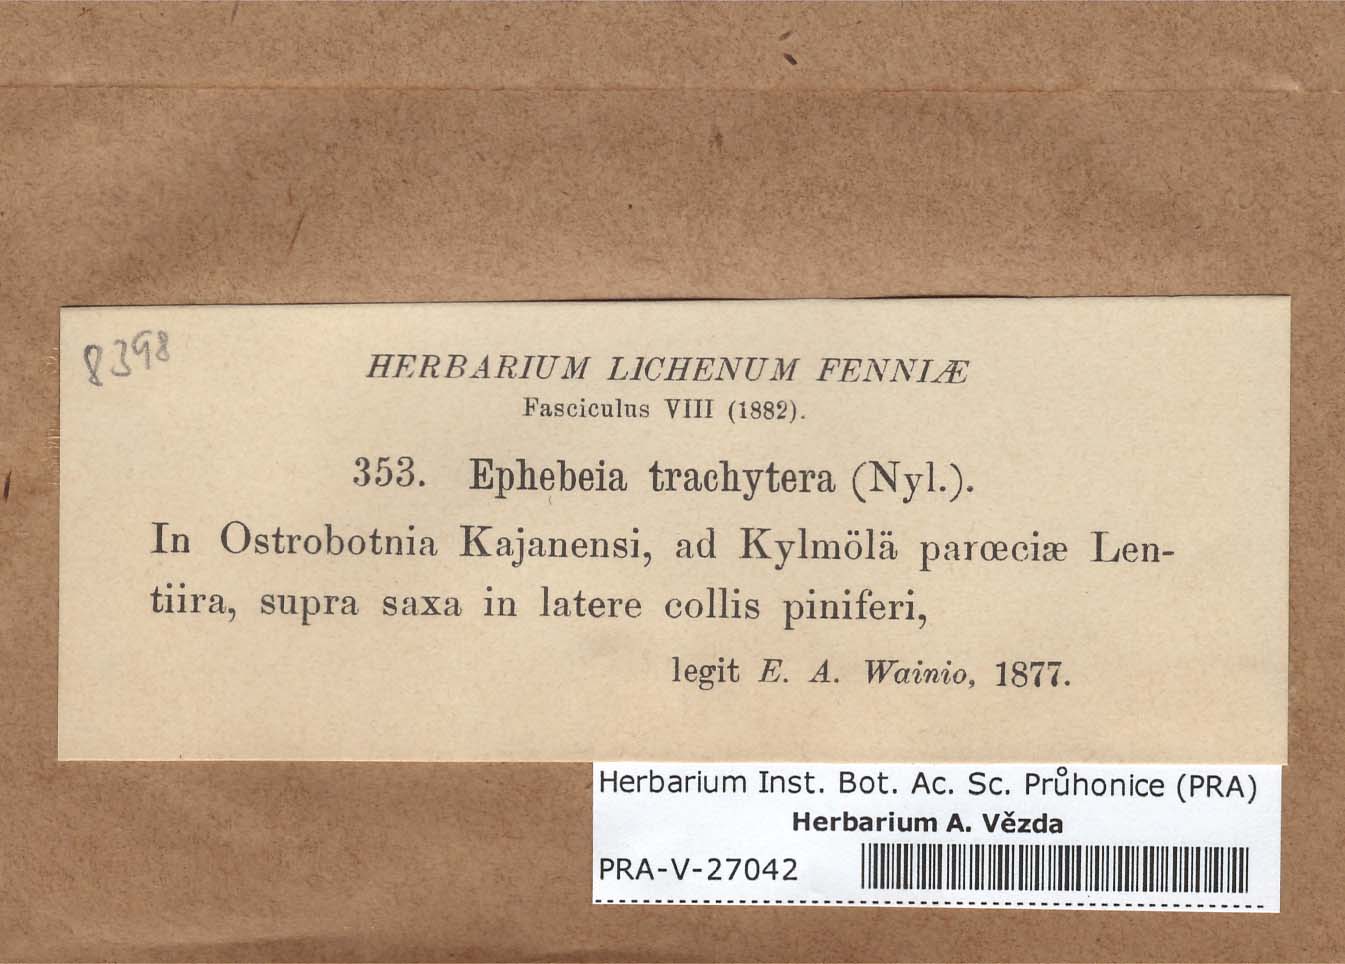 8398
HERBARIUM LICHENUM FENNIÆ
Fasciculus VIII (1882).
353. Ephebeia trachytera (Nyl.).
In Ostrobotnia Kajanensi, ad Kylmölä parœciæ Len-
tiira, supra saxa in latere collis piniferi,
legit E. A. Wainio, 1877.
Herbarium Inst. Bot. Ac. Sc. Průhonice (PRA)
Herbarium A. Vězda
PRA-V-27042